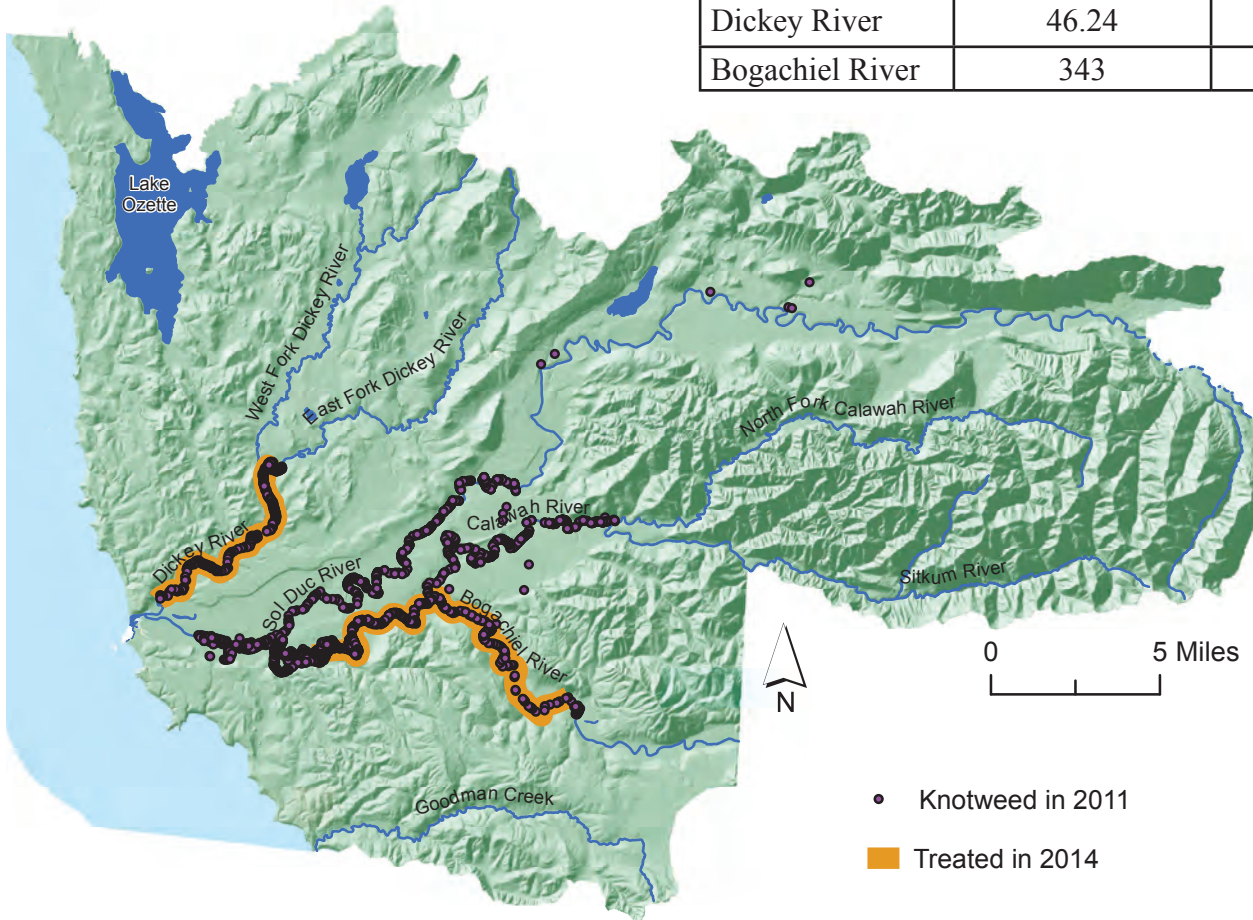 Dickey River 46.24
Bogachiel River 343
Lake
Ozette
West Fork Dickey River
East Fork Dickey River
North Fork Calawah River
Calawah River
Dickey River
Sol Duc River
Sitkum River
Bogachiel River
0 5 Miles
N
Goodman Creek
Knotweed in 2011
Treated in 2014